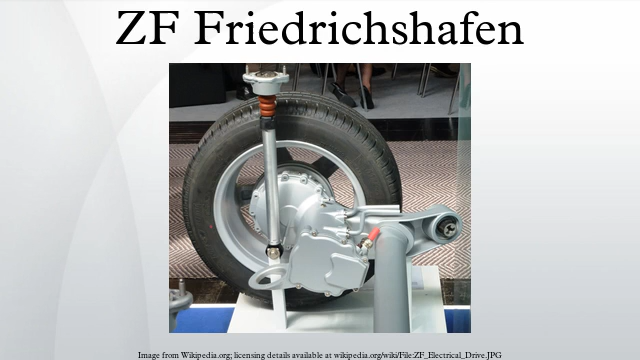 ZF Friedrichshafen
Image from Wikipedia.org; licensing details available at wikipedia.org/wiki/File:ZF_Electrical_Drive.JPG